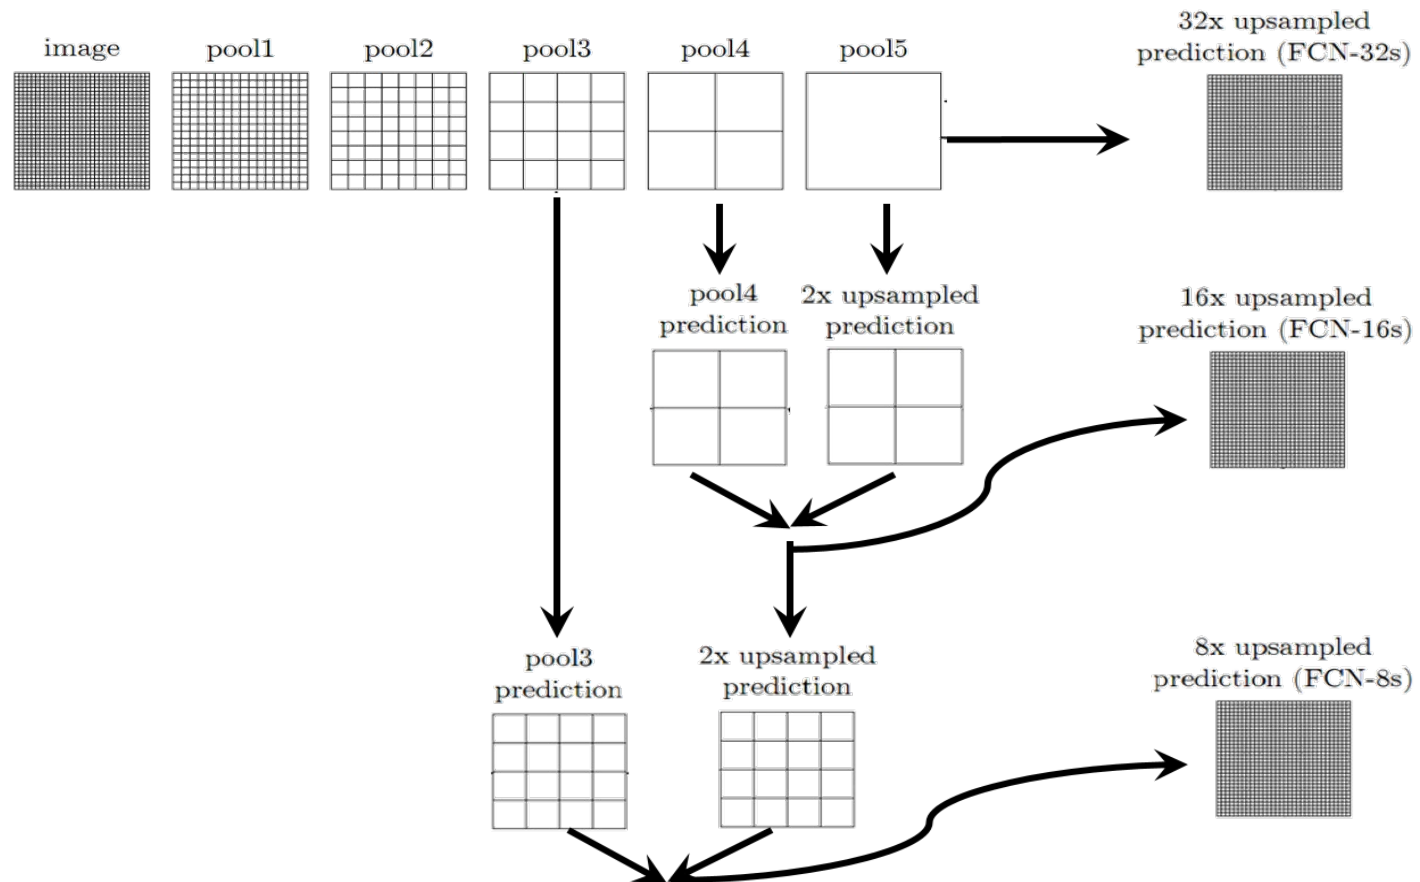 image
pool1
pool2
pool3
pool4
pool5
32x upsampled
prediction (FCN-32s)
pool4
prediction
2x upsampled
prediction
16x upsampled
prediction (FCN-16s)
pool3
prediction
2x upsampled
prediction
8x upsampled
prediction (FCN-8s)